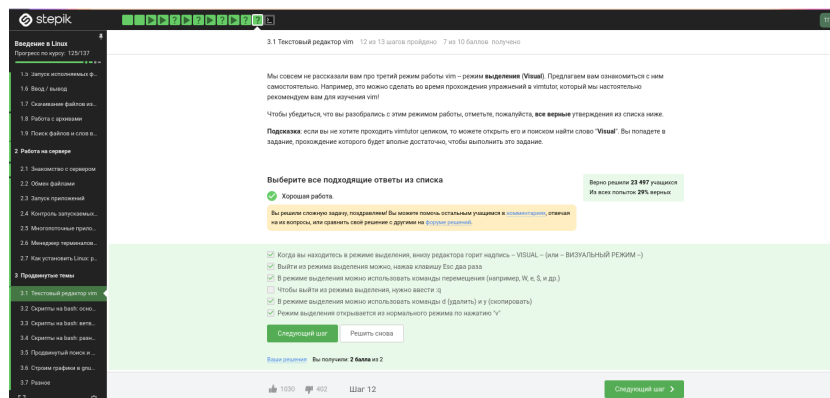 stepik
Введение в Linux
Прогресс по курсу: 125/137
1.5 Запуск исполняемых ф...
1.6 Ввод / вывод
1.7 Скачивание файлов из...
1.8 Работа с архивами
1.9 Поиск файлов и слов в...
2 Работа на сервере
2.1 Знакомство с сервером
2.2 Обмен файлами
2.3 Запуск приложений
2.4 Контроль запускаемых...
2.5 Многопоточные прило...
2.6 Менеджер терминалов...
2.7 Как установить Linux: р...
3 Продвинутые темы
3.1 Текстовый редактор vim
3.2 Скрипты на bash: осно...
3.3 Скрипты на bash: ветв...
3.4 Скрипты на bash: разн...
3.5 Продвинутый поиск и ...
3.6 Строим графики в gnu...
3.7 Разное
3.1 Текстовый редактор vim 12 из 13 шагов пройдено 7 из 10 баллов получено
Мы совсем не рассказали вам про третий режим работы vim – режим выделения (Visual). Предлагаем вам ознакомиться с ним
самостоятельно. Например, это можно сделать во время прохождения упражнений в vimtutor, который мы настоятельно
рекомендуем вам для изучения vim!
Чтобы убедиться, что вы разобрались с этим режимом работы, отметьте, пожалуйста, все верные утверждения из списка ниже.
Подсказка: если вы не хотите проходить vimtutor целиком, то можете открыть его и поиском найти слово "Visual". Вы попадете в
задание, прохождение которого будет вполне достаточно, чтобы выполнить это задание.
Выберите все подходящие ответы из списка
Верно решили 23 497 учащихся
Из всех попыток 29% верных
Хорошая работа.
Вы решили сложную задачу, поздравляем! Вы можете помочь остальным учащимся в комментариях, отвечая
на их вопросы, или сравнить своё решение с другими на форуме решений.
Когда вы находитесь в режиме выделения, внизу редактора горит надпись -- VISUAL -- (или -- ВИЗУАЛЬНЫЙ РЕЖИМ --)
Выйти из режима выделения можно, нажав клавишу Esc два раза
В режиме выделения можно использовать команды перемещения (например, W, e, $, и др.)
Чтобы выйти из режима выделения, нужно ввести :q
В режиме выделения можно использовать команды d (удалить) и y (скопировать)
Режим выделения открывается из нормального режима по нажатию "v"
Следующий шаг Решить снова
Ваши решения Вы получили: 2 балла из 2
1030 402 Шаг 12 Следующий шаг